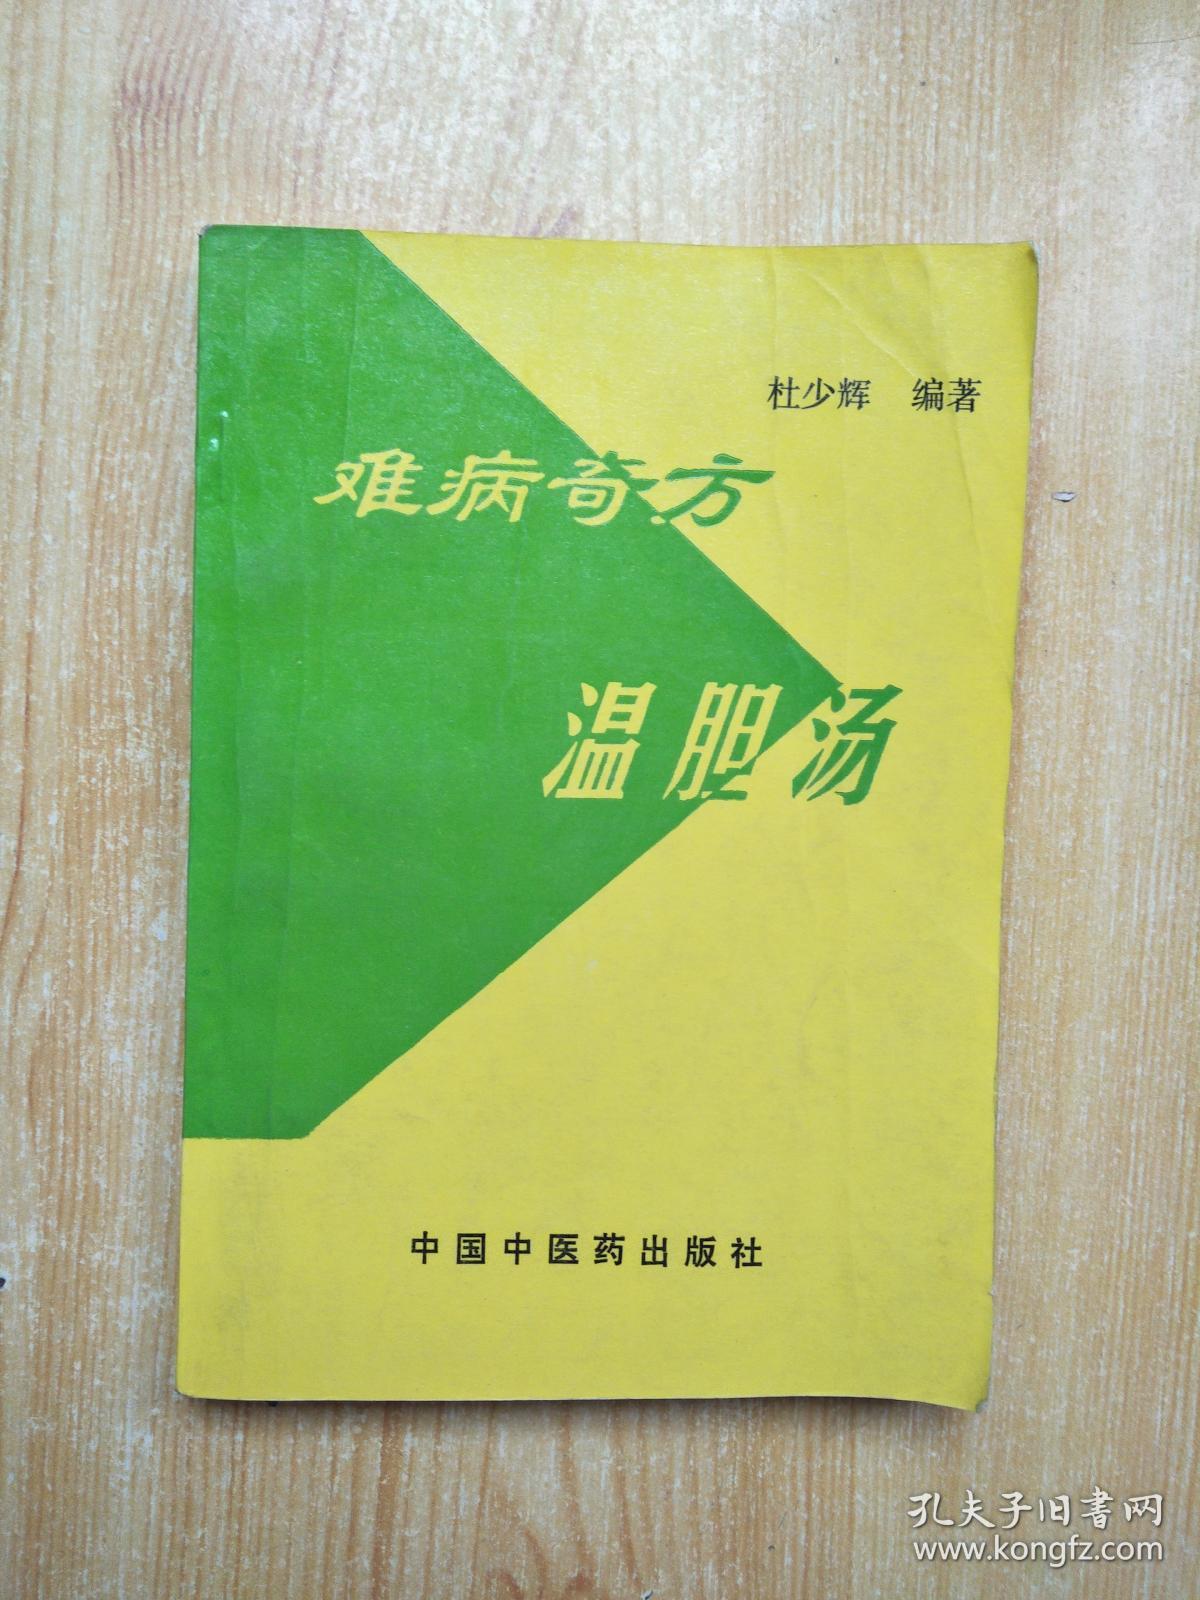 杜少辉 编著
难病奇方
温胆汤
中国中医药出版社
孔夫子旧书网
www.kongfz.com